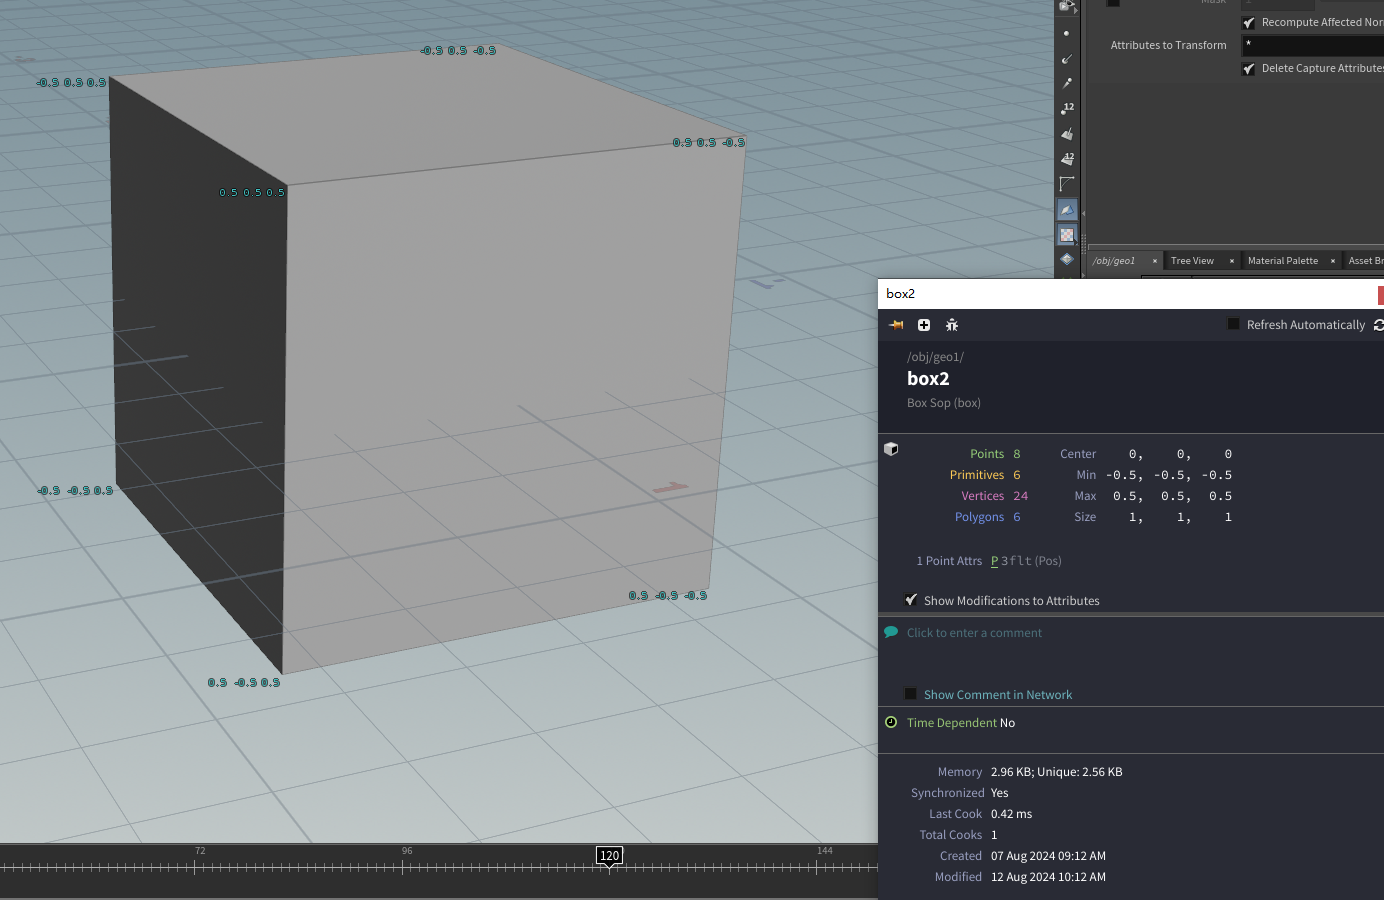 Mask
Recompute Affected Nor
Attributes to Transform *
Delete Capture Attributes
12
12
-0.5 0.5 -0.5
-0.5 0.5 0.5
0.5 0.5 -0.5
0.5 0.5 0.5
-0.5 -0.5 0.5
0.5 -0.5 -0.5
0.5 -0.5 0.5
1
/obj/geo1 × Tree View × Material Palette × Asset Br
box2
Refresh Automatically
/obj/geo1/
box2
Box Sop (box)
Points 8 Center 0, 0, 0
Primitives 6 Min -0.5, -0.5, -0.5
Vertices 24 Max 0.5, 0.5, 0.5
Polygons 6 Size 1, 1, 1
1 Point Attrs P 3flt (Pos)
Show Modifications to Attributes
Click to enter a comment
Show Comment in Network
Time Dependent No
Memory 2.96 KB; Unique: 2.56 KB
Synchronized Yes
Last Cook 0.42 ms
Total Cooks 1
Created 07 Aug 2024 09:12 AM
Modified 12 Aug 2024 10:12 AM
72 96 120 144